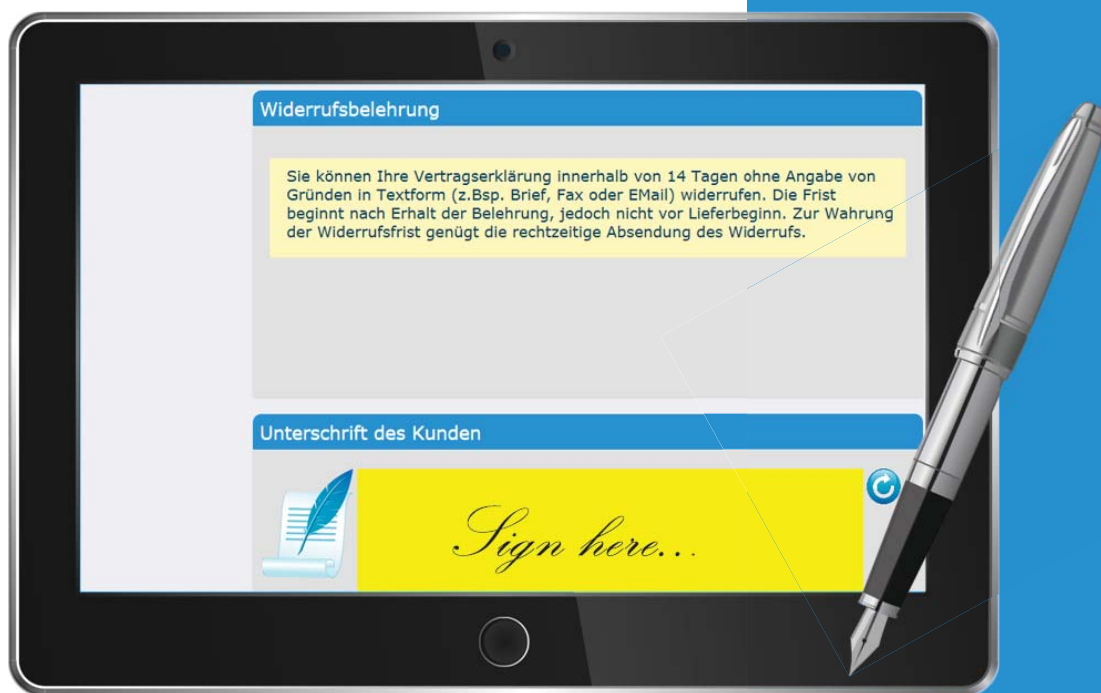 Widerrufsbelehrung
Sie können Ihre Vertragserklärung innerhalb von 14 Tagen ohne Angabe von
Gründen in Textform (z.Bsp. Brief, Fax oder EMail) widerrufen. Die Frist
beginnt nach Erhalt der Belehrung, jedoch nicht vor Lieferbeginn. Zur Wahrung
der Widerrufsfrist genügt die rechtzeitige Absendung des Widerrufs.
Unterschrift des Kunden
Sign here...